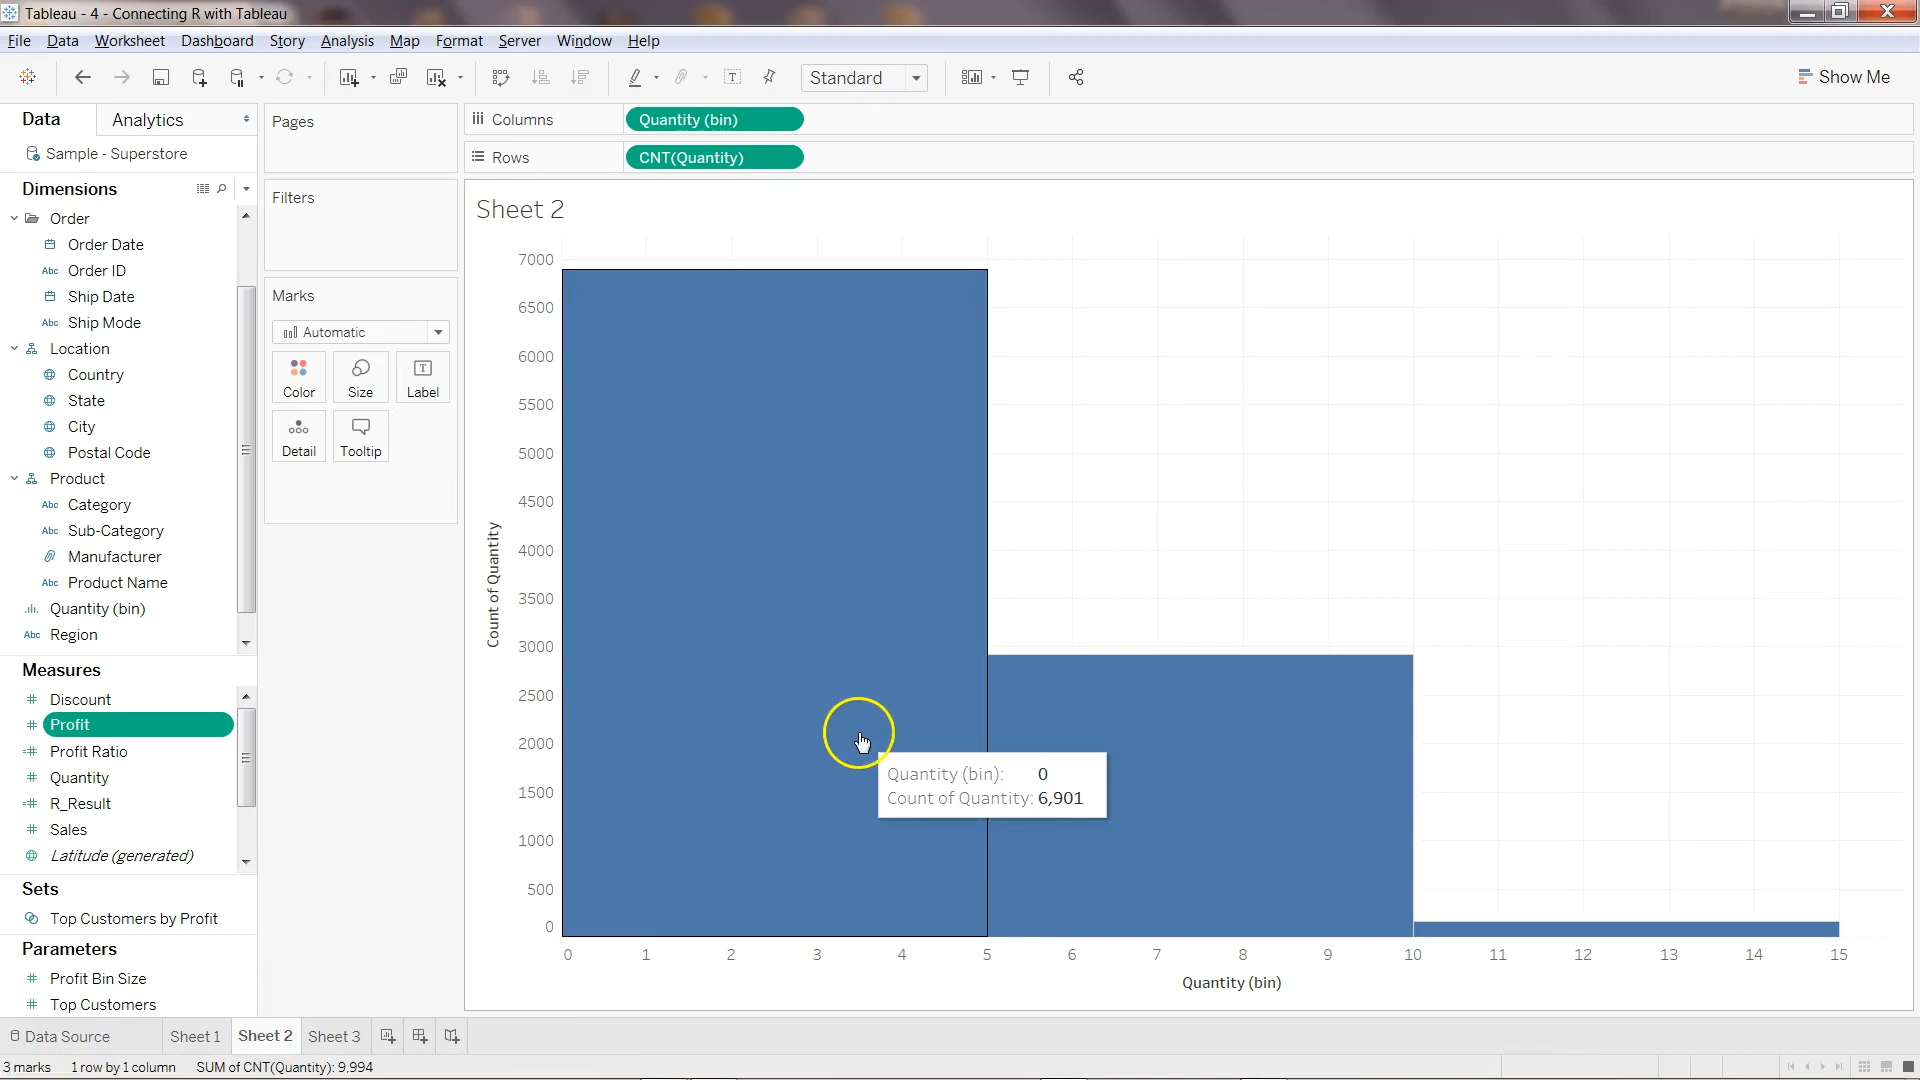 Tableau - 4 - Connecting R with Tableau
File Data Worksheet Dashboard Story Analysis Map Format Server Window Help
Standard
Show Me
Data
Analytics
Sample - Superstore
Dimensions
Order
Order Date
Abc Order ID
Ship Date
Abc Ship Mode
Location
Country
State
City
Postal Code
Product
Abc Category
Abc Sub-Category
Manufacturer
Abc Product Name
Quantity (bin)
Abc Region
Measures
# Discount
# Profit
=# Profit Ratio
# Quantity
=# R_Result
# Sales
Latitude (generated)
Sets
Top Customers by Profit
Parameters
# Profit Bin Size
# Top Customers
Pages
Filters
Marks
Automatic
Color
Size
T
Label
Detail
Tooltip
Columns
Quantity (bin)
Rows
CNT(Quantity)
Sheet 2
7000
6500
6000
5500
5000
4500
4000
3500
3000
2500
2000
1500
1000
500
0
Count of Quantity
Quantity (bin): 0
Count of Quantity: 6,901
0 1 2 3 4 5 6 7 8 9 10 11 12 13 14 15
Quantity (bin)
Data Source
Sheet 1
Sheet 2
Sheet 3
3 marks
1 row by 1 column
SUM of CNT(Quantity): 9,994